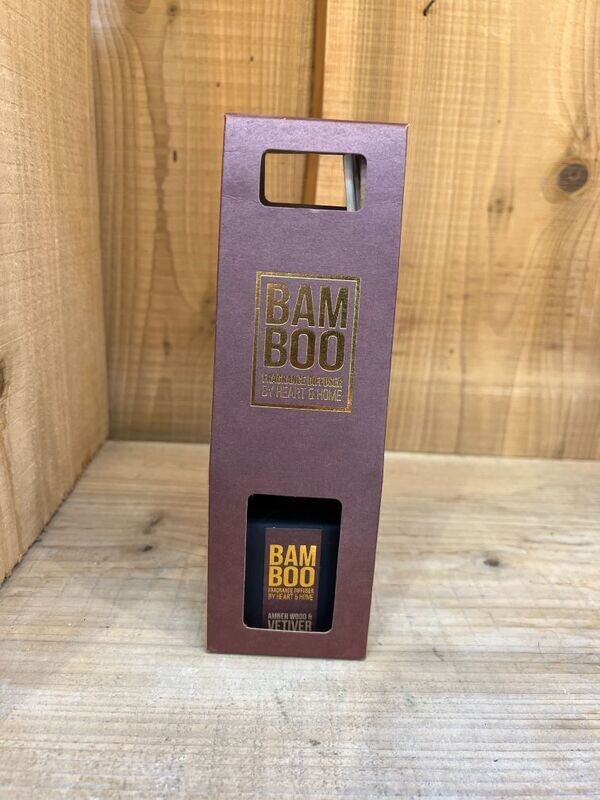 BAM
BOO
FRAGRANCE DIFFUSER
BY HEART & HOME
BAM
BOO
FRAGRANCE DIFFUSER
BY HEART & HOME
AMBER WOOD &
VETIVER